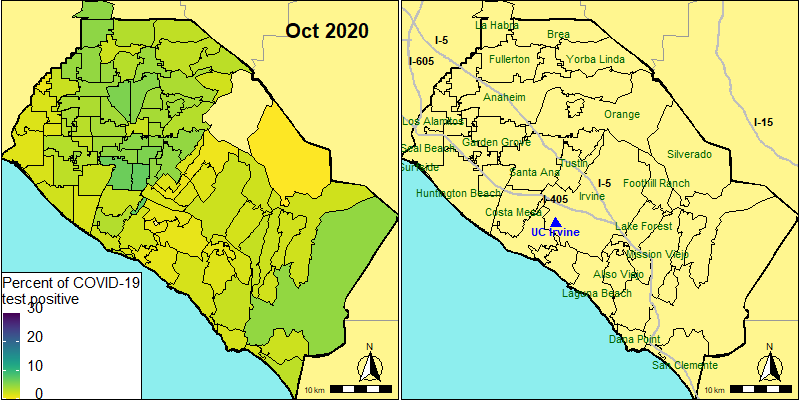 Oct 2020
Percent of COVID-19
test positive
30
20
10
0
N
10 km
La Habra
Brea
I-5
I-605
Fullerton
Yorba Linda
Anaheim
Orange
I-15
Los Alamitos
Garden Grove
Seal Beach
Surfside
Tustin
Silverado
Santa Ana
I-5
Foothill Ranch
Huntington Beach
I-405
Irvine
Costa Mesa
UC Irvine
Lake Forest
Mission Viejo
Aliso Viejo
Laguna Beach
Dana Point
San Clemente
N
10 km